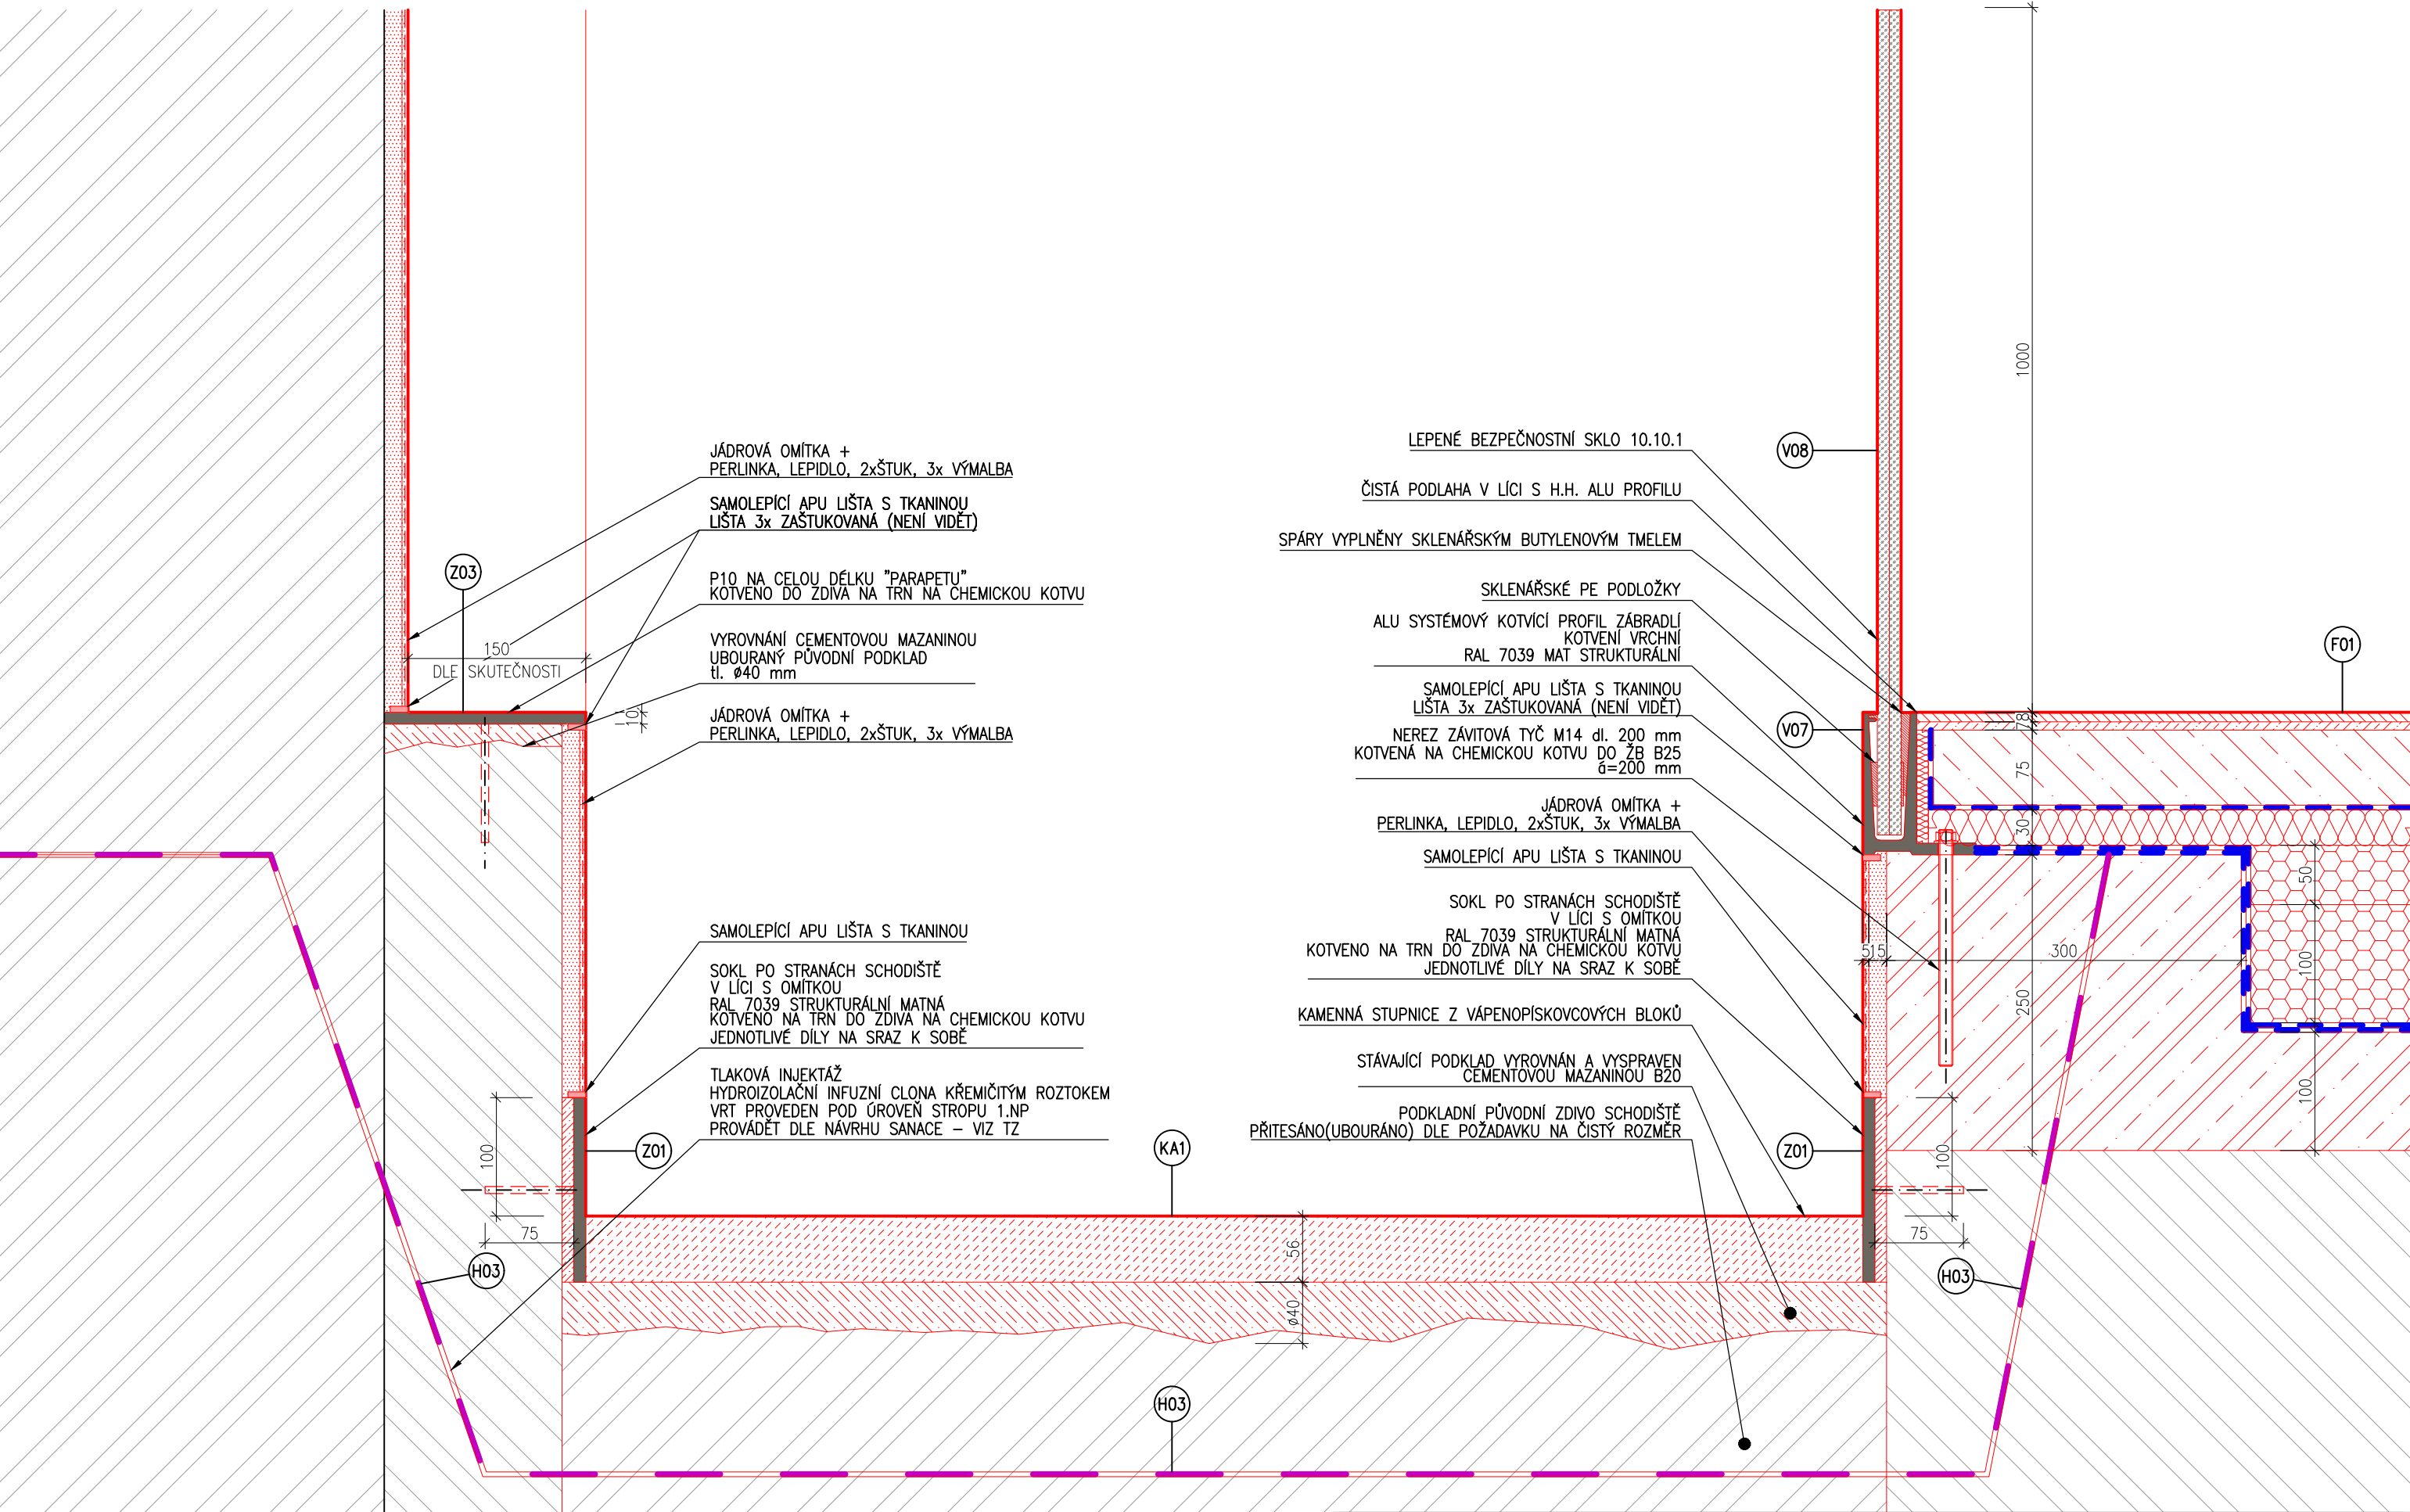 JÁDROVÁ OMÍTKA +
PERLINKA, LEPIDLO, 2xŠTUK, 3x VÝMALBA
SAMOLEPÍCÍ APU LIŠTA S TKANINOU
LIŠTA 3x ZAŠTUKOVANÁ (NENÍ VIDĚT)
Z03
P10 NA CELOU DÉLKU "PARAPETU"
KOTVENO DO ZDIVA NA TRN NA CHEMICKOU KOTVU
150
DLE SKUTEČNOSTI
VYROVNÁNÍ CEMENTOVOU MAZANINOU
UBOURANÝ PŮVODNÍ PODKLAD
tl. ø40 mm
10
JÁDROVÁ OMÍTKA +
PERLINKA, LEPIDLO, 2xŠTUK, 3x VÝMALBA
SAMOLEPÍCÍ APU LIŠTA S TKANINOU
SOKL PO STRANÁCH SCHODIŠTĚ
V LÍCI S OMÍTKOU
RAL 7039 STRUKTURÁLNÍ MATNÁ
KOTVENO NA TRN DO ZDIVA NA CHEMICKOU KOTVU
JEDNOTLIVÉ DÍLY NA SRAZ K SOBĚ
TLAKOVÁ INJEKTÁŽ
HYDROIZOLAČNÍ INFUZNÍ CLONA KŘEMIČITÝM ROZTOKEM
VRT PROVEDEN POD ÚROVEŇ STROPU 1.NP
PROVÁDĚT DLE NÁVRHU SANACE – VIZ TZ
100
Z01
75
H03
KA1
56
ø40
H03
LEPENÉ BEZPEČNOSTNÍ SKLO 10.10.1
V08
ČISTÁ PODLAHA V LÍCI S H.H. ALU PROFILU
SPÁRY VYPLNĚNY SKLENÁŘSKÝM BUTYLENOVÝM TMELEM
SKLENÁŘSKÉ PE PODLOŽKY
ALU SYSTÉMOVÝ KOTVÍCÍ PROFIL ZÁBRADLÍ
KOTVENÍ VRCHNÍ
RAL 7039 MAT STRUKTURÁLNÍ
SAMOLEPÍCÍ APU LIŠTA S TKANINOU
LIŠTA 3x ZAŠTUKOVANÁ (NENÍ VIDĚT)
V07
NEREZ ZÁVITOVÁ TYČ M14 dl. 200 mm
KOTVENÁ NA CHEMICKOU KOTVU DO ŽB B25
á=200 mm
JÁDROVÁ OMÍTKA +
PERLINKA, LEPIDLO, 2xŠTUK, 3x VÝMALBA
SAMOLEPÍCÍ APU LIŠTA S TKANINOU
SOKL PO STRANÁCH SCHODIŠTĚ
V LÍCI S OMÍTKOU
RAL 7039 STRUKTURÁLNÍ MATNÁ
KOTVENO NA TRN DO ZDIVA NA CHEMICKOU KOTVU
JEDNOTLIVÉ DÍLY NA SRAZ K SOBĚ
KAMENNÁ STUPNICE Z VÁPENOPÍSKOVCOVÝCH BLOKŮ
STÁVAJÍCÍ PODKLAD VYROVNÁN A VYSPRAVEN
CEMENTOVOU MAZANINOU B20
PODKLADNÍ PŮVODNÍ ZDIVO SCHODIŠTĚ
PŘITESÁNO(UBOURÁNO) DLE POŽADAVKU NA ČISTÝ ROZMĚR
Z01
1000
F01
78
75
30
50
515
300
100
250
100
100
75
H03